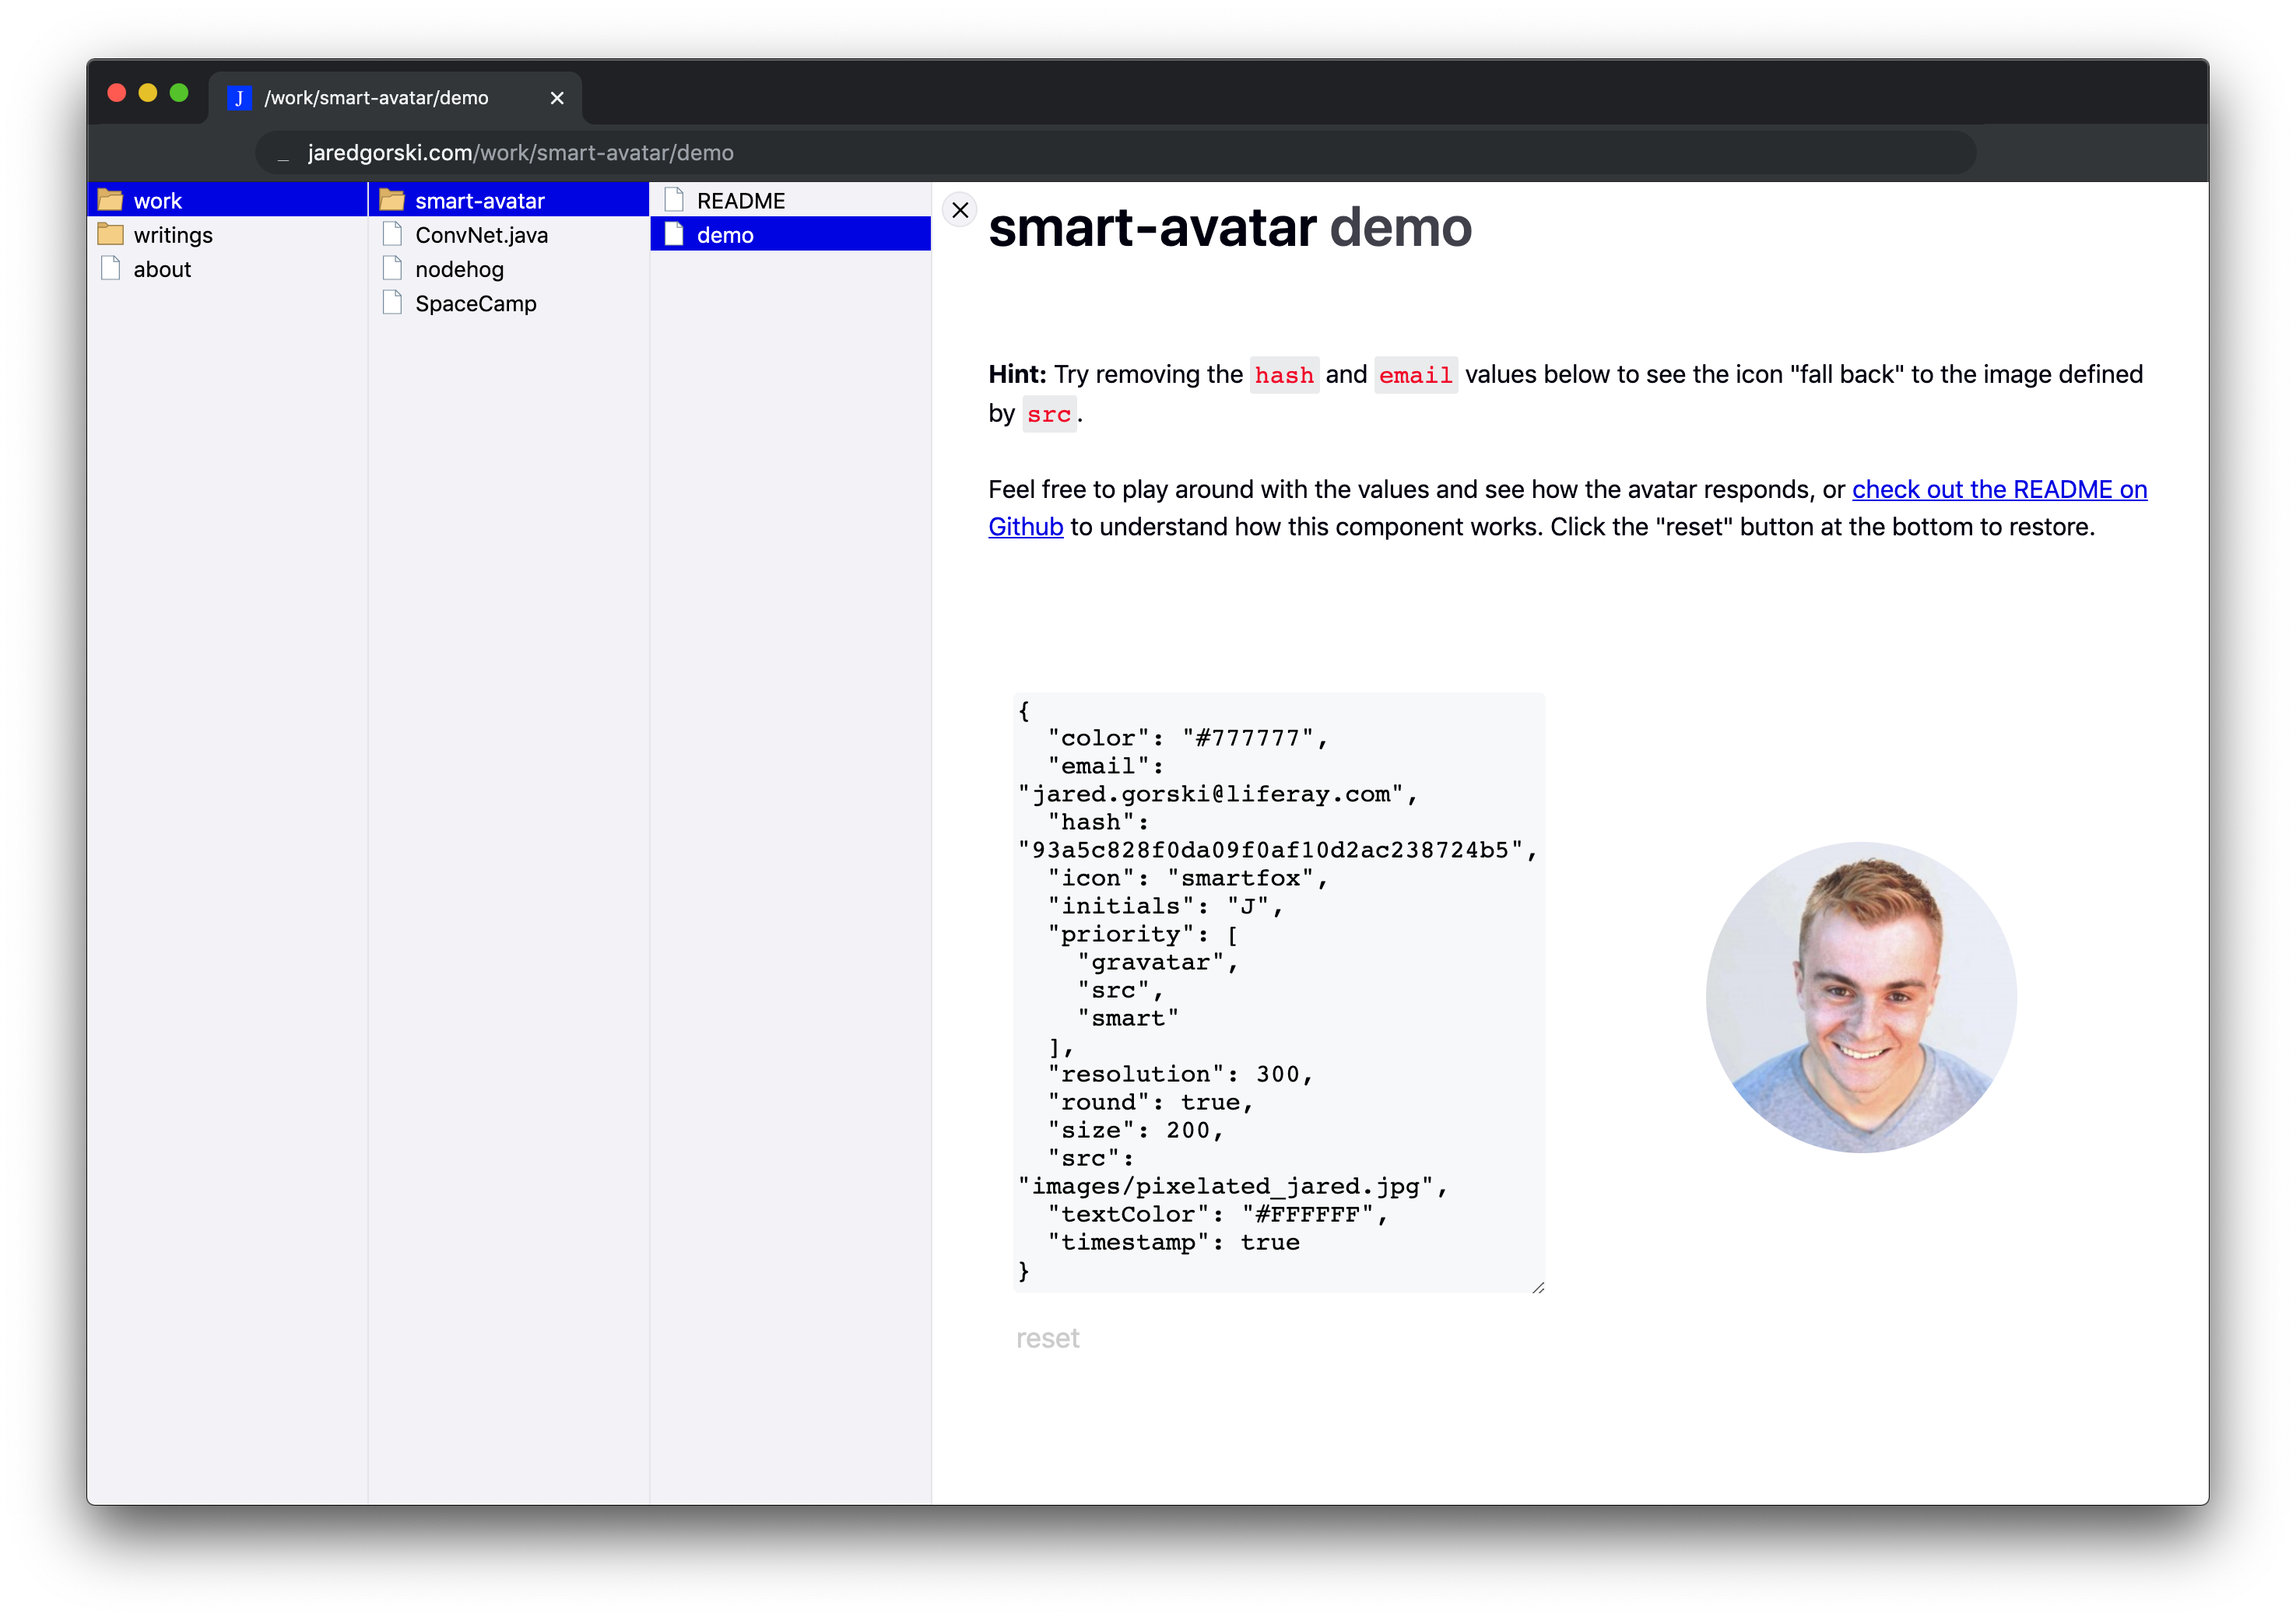 J /work/smart-avatar/demo
jaredgorski.com/work/smart-avatar/demo
work
writings
about
smart-avatar
ConvNet.java
nodehog
SpaceCamp
README
demo
smart-avatar demo
Hint: Try removing the hash and email values below to see the icon "fall back" to the image defined
by src.
Feel free to play around with the values and see how the avatar responds, or check out the README on
Github to understand how this component works. Click the "reset" button at the bottom to restore.
{
"color": "#777777",
"email":
"jared.gorski@liferay.com",
"hash":
"93a5c828f0da09f0af10d2ac238724b5",
"icon": "smartfox",
"initials": "J",
"priority": [
"gravatar",
"src",
"smart"
],
"resolution": 300,
"round": true,
"size": 200,
"src":
"images/pixelated_jared.jpg",
"textColor": "#FFFFFF",
"timestamp": true
}
reset